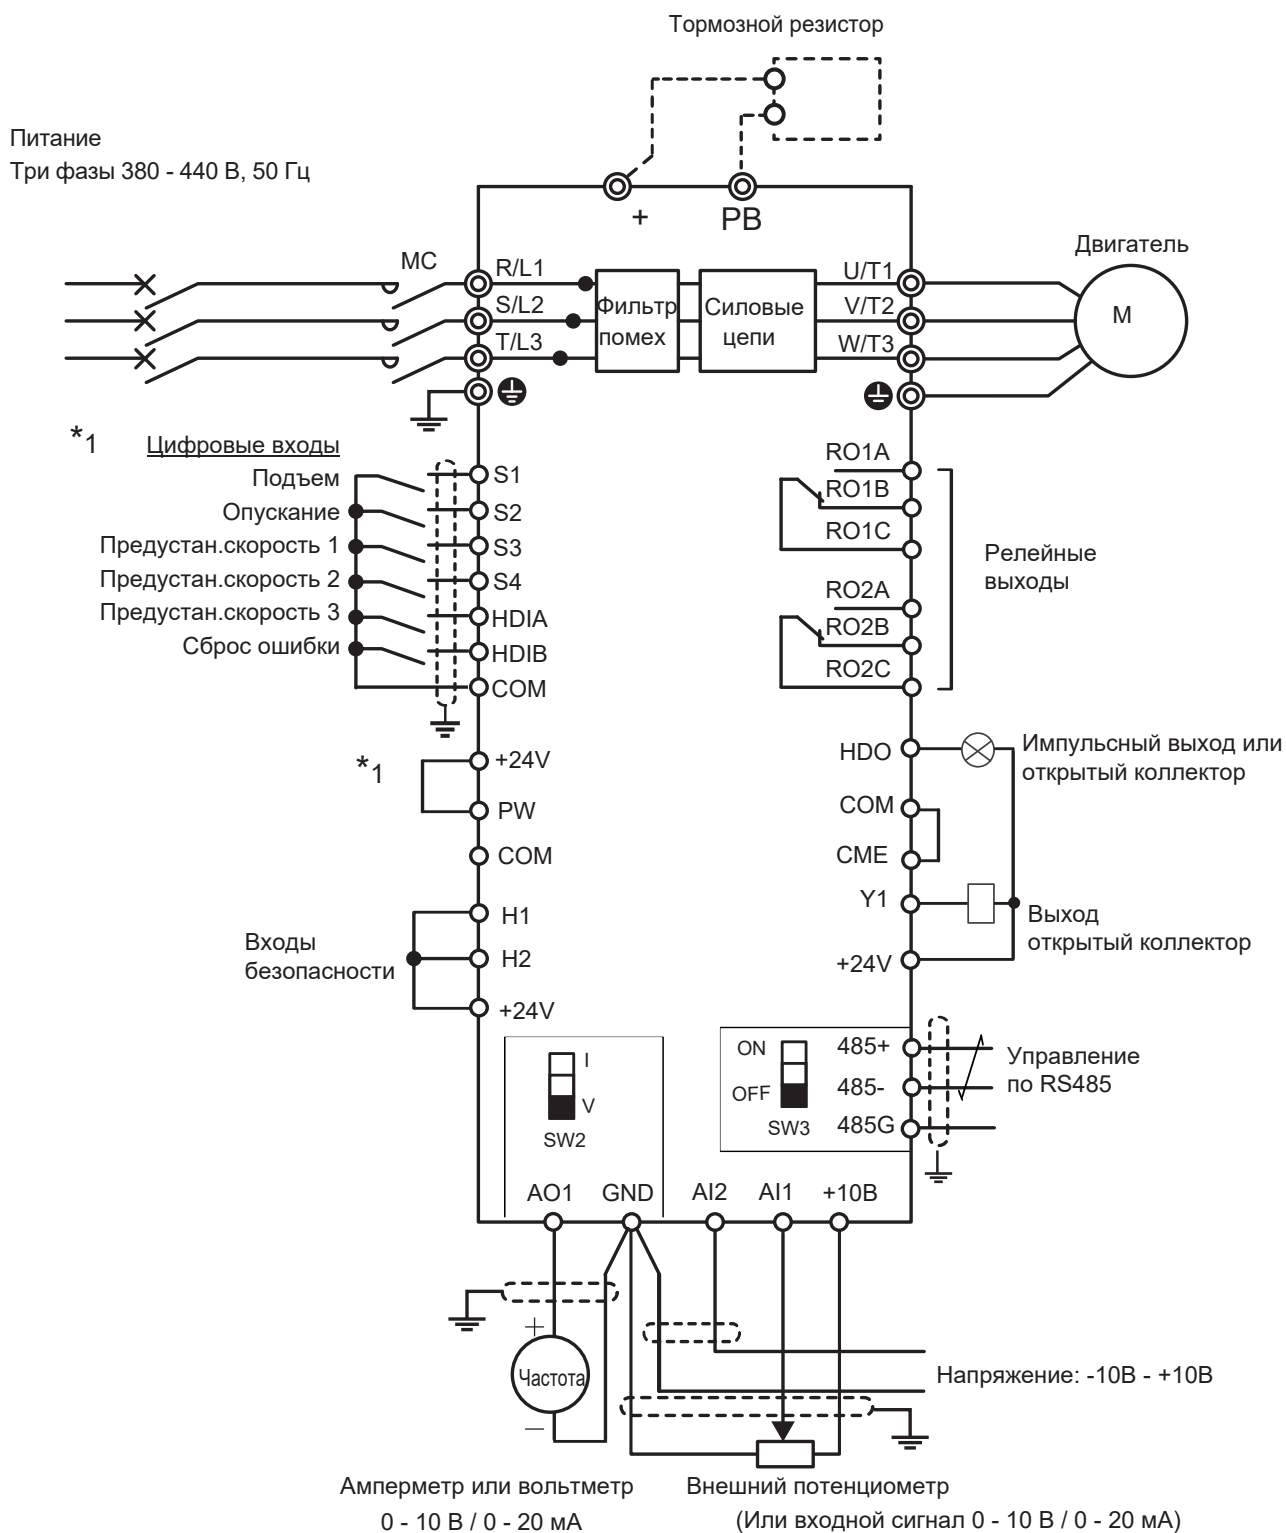 Тормозной резистор
Питание
Три фазы 380 - 440 В, 50 Гц
+
PB
Двигатель
MC
R/L1
U/T1
S/L2
Фильтр
помех
Силовые
цепи
V/T2
M
T/L3
W/T3
*1
Цифровые входы
Подъем
S1
Опускание
S2
Предустан.скорость 1
S3
Предустан.скорость 2
S4
Предустан.скорость 3
HDIA
Сброс ошибки
HDIB
COM
RO1A
RO1B
RO1C
Релейные
выходы
RO2A
RO2B
RO2C
*1
+24V
PW
COM
HDO
Импульсный выход или
открытый коллектор
COM
CME
Y1
Выход
открытый коллектор
+24V
Входы
безопасности
H1
H2
+24V
I
V
SW2
ON
OFF
SW3
485+
485-
485G
Управление
по RS485
AO1
GND
AI2
AI1
+10В
+
Частота
−
Напряжение: -10В - +10В
Амперметр или вольтметр
0 - 10 В / 0 - 20 мА
Внешний потенциометр
(Или входной сигнал 0 - 10 В / 0 - 20 мА)